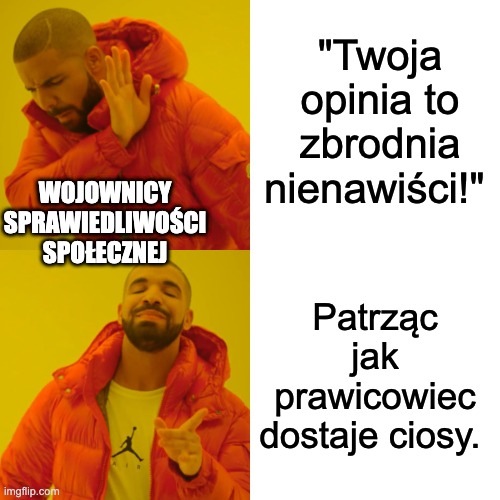 "Twoja
opinia to
zbrodnia
nienawiści!"
WOJOWNICY
SPRAWIEDLIWOŚCI
SPOŁECZNEJ
Patrząc
jak
prawicowiec
dostaje ciosy.
imgflip.com